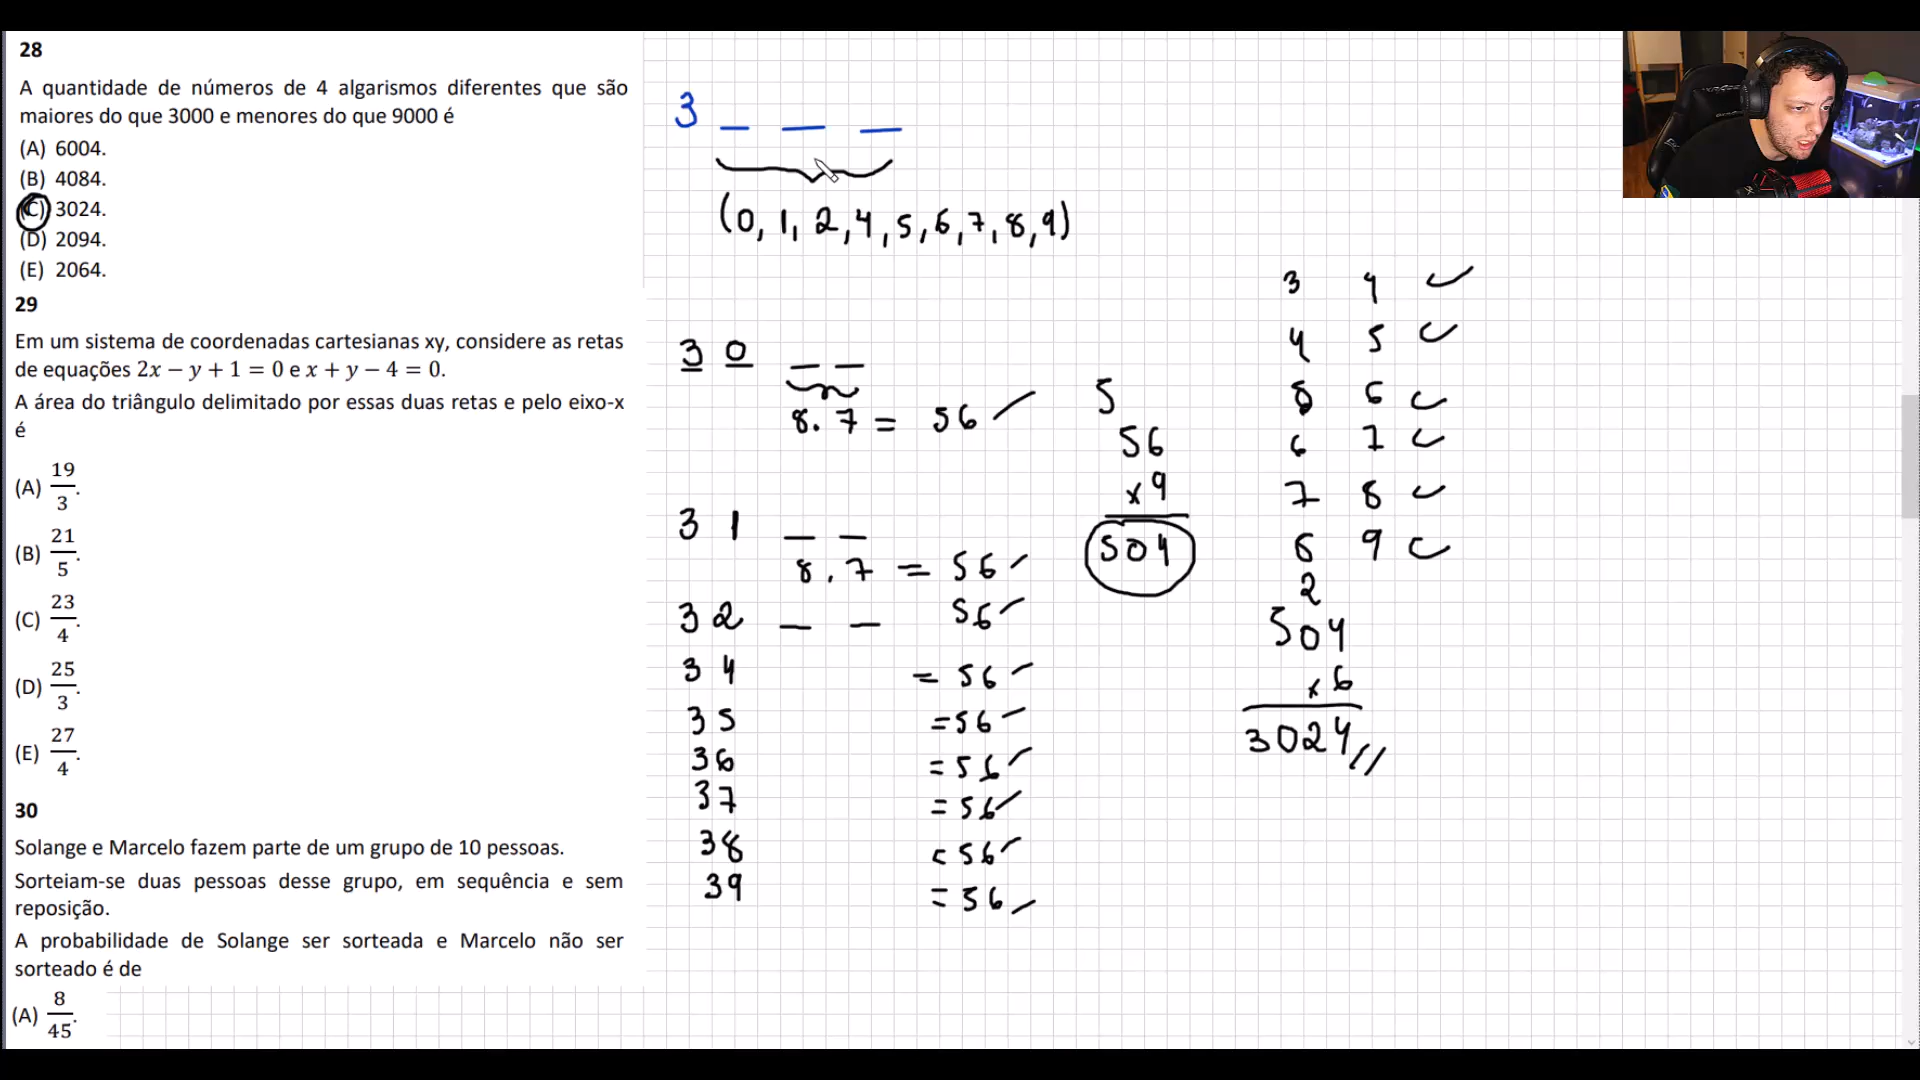 28
A quantidade de números de 4 algarismos diferentes que são
maiores do que 3000 e menores do que 9000 é
(A) 6004.
(B) 4084.
(C) 3024.
(D) 2094.
(E) 2064.
29
Em um sistema de coordenadas cartesianas xy, considere as retas
de equações 2x − y + 1 = 0 e x + y − 4 = 0.
A área do triângulo delimitado por essas duas retas e pelo eixo-x
é
(A) 19/3.
(B) 21/5.
(C) 23/4.
(D) 25/3.
(E) 27/4.
30
Solange e Marcelo fazem parte de um grupo de 10 pessoas.
Sorteiam-se duas pessoas desse grupo, em sequência e sem
reposição.
A probabilidade de Solange ser sorteada e Marcelo não ser
sorteado é de
(A) 8/45.
3 _ _ _
(0, 1, 2, 4, 5, 6, 7, 8, 9)
3 0 _ _
8. 7 = 56
3 1 _ _
8. 7 = 56
3 2 _ _ 56
3 4 = 56
3 5 = 56
3 6 = 56
3 7 = 56
3 8 = 56
3 9 = 56
5
56
x 9
504
3 4
4 5
5 6
6 7
7 8
8 9
2
504
x 6
3024//